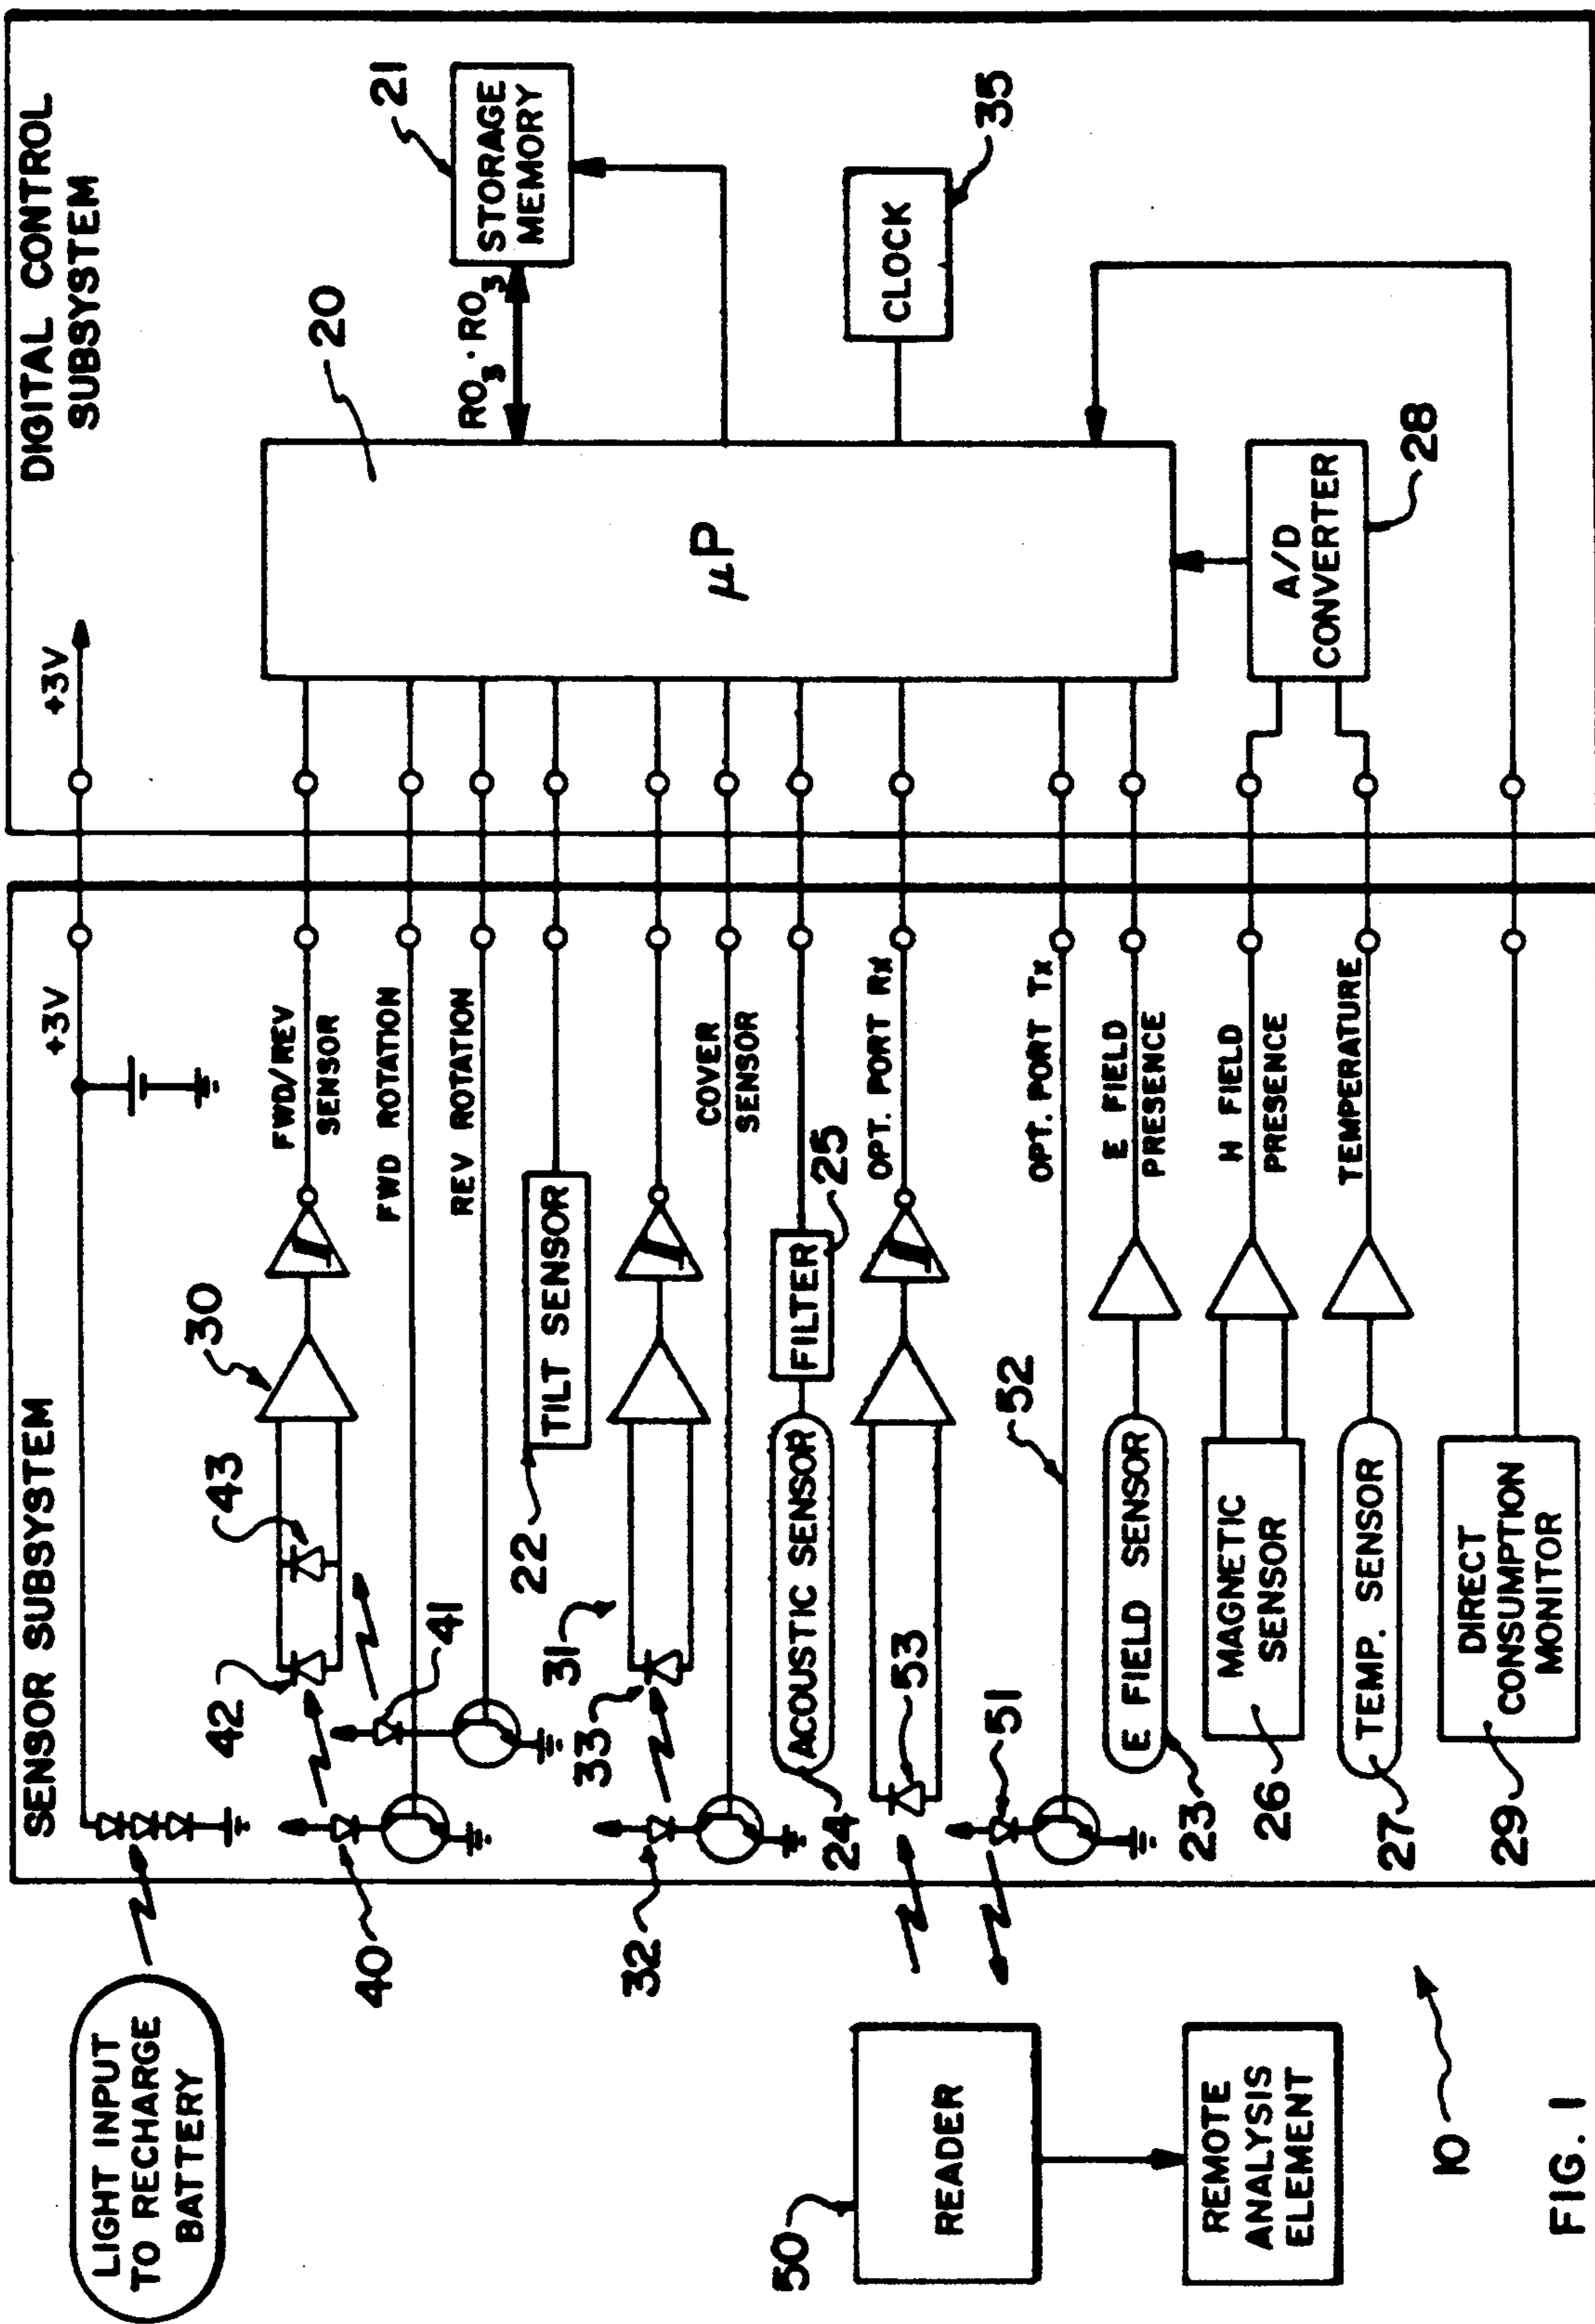 DIGITAL CONTROL
SUBSYSTEM
SENSOR SUBSYSTEM
LIGHT INPUT
TO RECHARGE
BATTERY
+3V
+3V
42
43
30
FWD/REV
SENSOR
20
RO3 · RO3
21
STORAGE
MEMORY
40
41
FWD ROTATION
REV ROTATION
22
TILT SENSOR
μP
32
33
31
COVER
SENSOR
CLOCK
35
24
ACOUSTIC SENSOR
FILTER
25
50
READER
53
OPT. PORT Rx
51
52
OPT. PORT Tx
23
E FIELD SENSOR
E FIELD
PRESENCE
REMOTE
ANALYSIS
ELEMENT
26
MAGNETIC
SENSOR
H FIELD
PRESENCE
A/D
CONVERTER
28
27
TEMP. SENSOR
TEMPERATURE
10
29
DIRECT
CONSUMPTION
MONITOR
FIG. 1